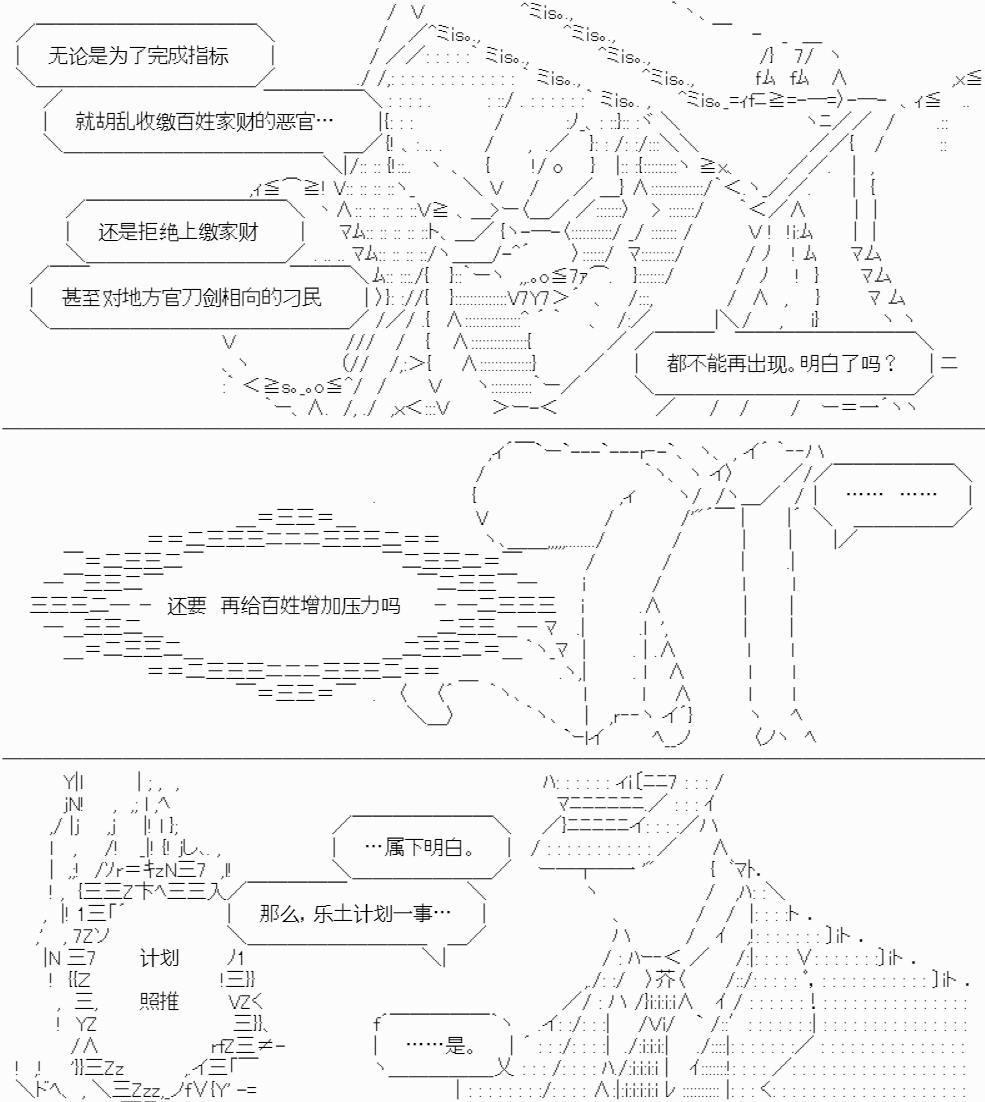 无论是为了完成指标
就胡乱收缴百姓家财的恶官…
还是拒绝上缴家财
甚至对地方官刀剑相向的刁民
都不能再出现。明白了吗？
…… ……
还要 再给百姓增加压力吗
…属下明白。
那么, 乐土计划一事…
计划
照推
……是。